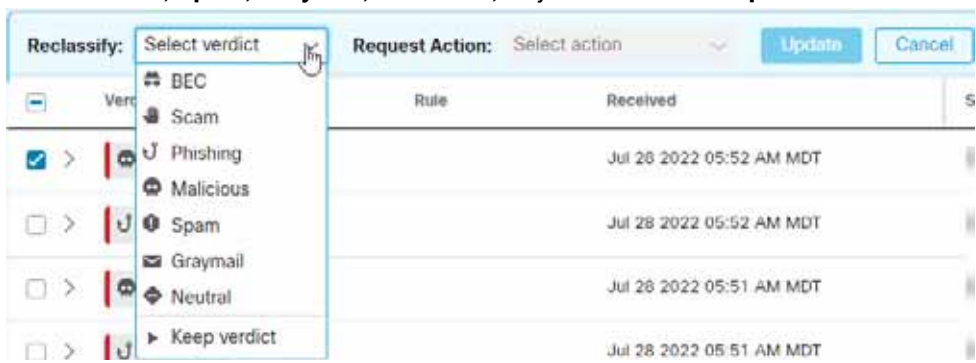 Reclassify: Select verdict Request Action: Select action Update Cancel
BEC
Verd Rule Received S
Scam
Phishing Jul 28 2022 05:52 AM MDT
Malicious
Spam Jul 28 2022 05:52 AM MDT
Graymail
Neutral Jul 28 2022 05:51 AM MDT
Keep verdict
Jul 28 2022 05:51 AM MDT